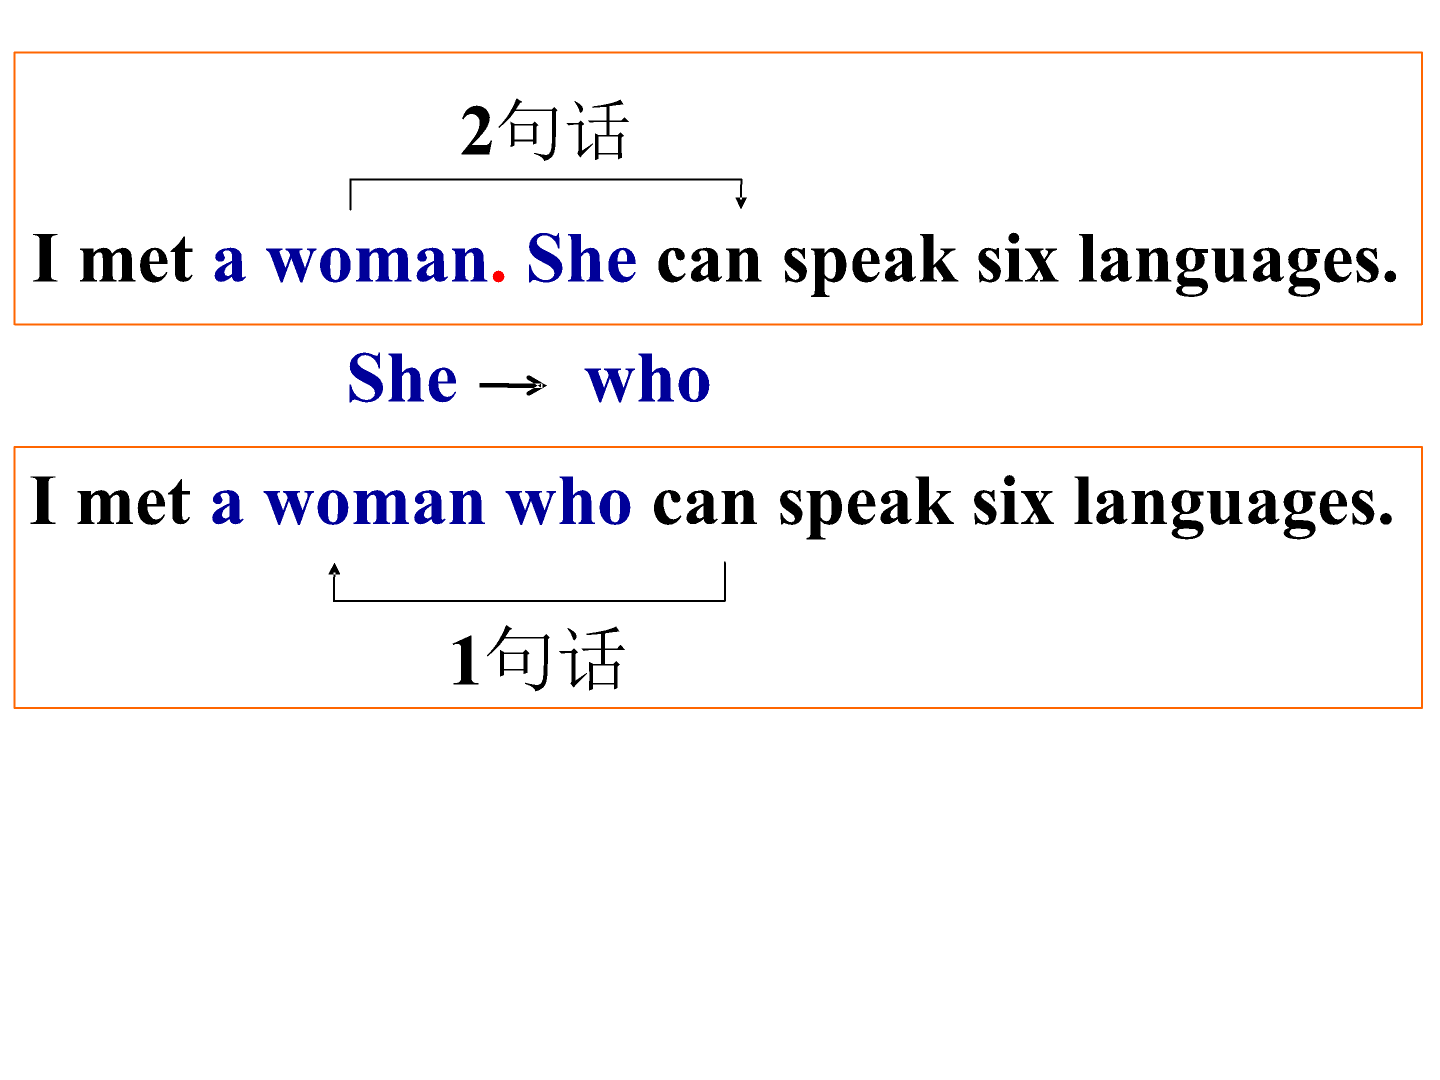 2句话
I met a woman. She can speak six languages.
She → who
I met a woman who can speak six languages.
1句话